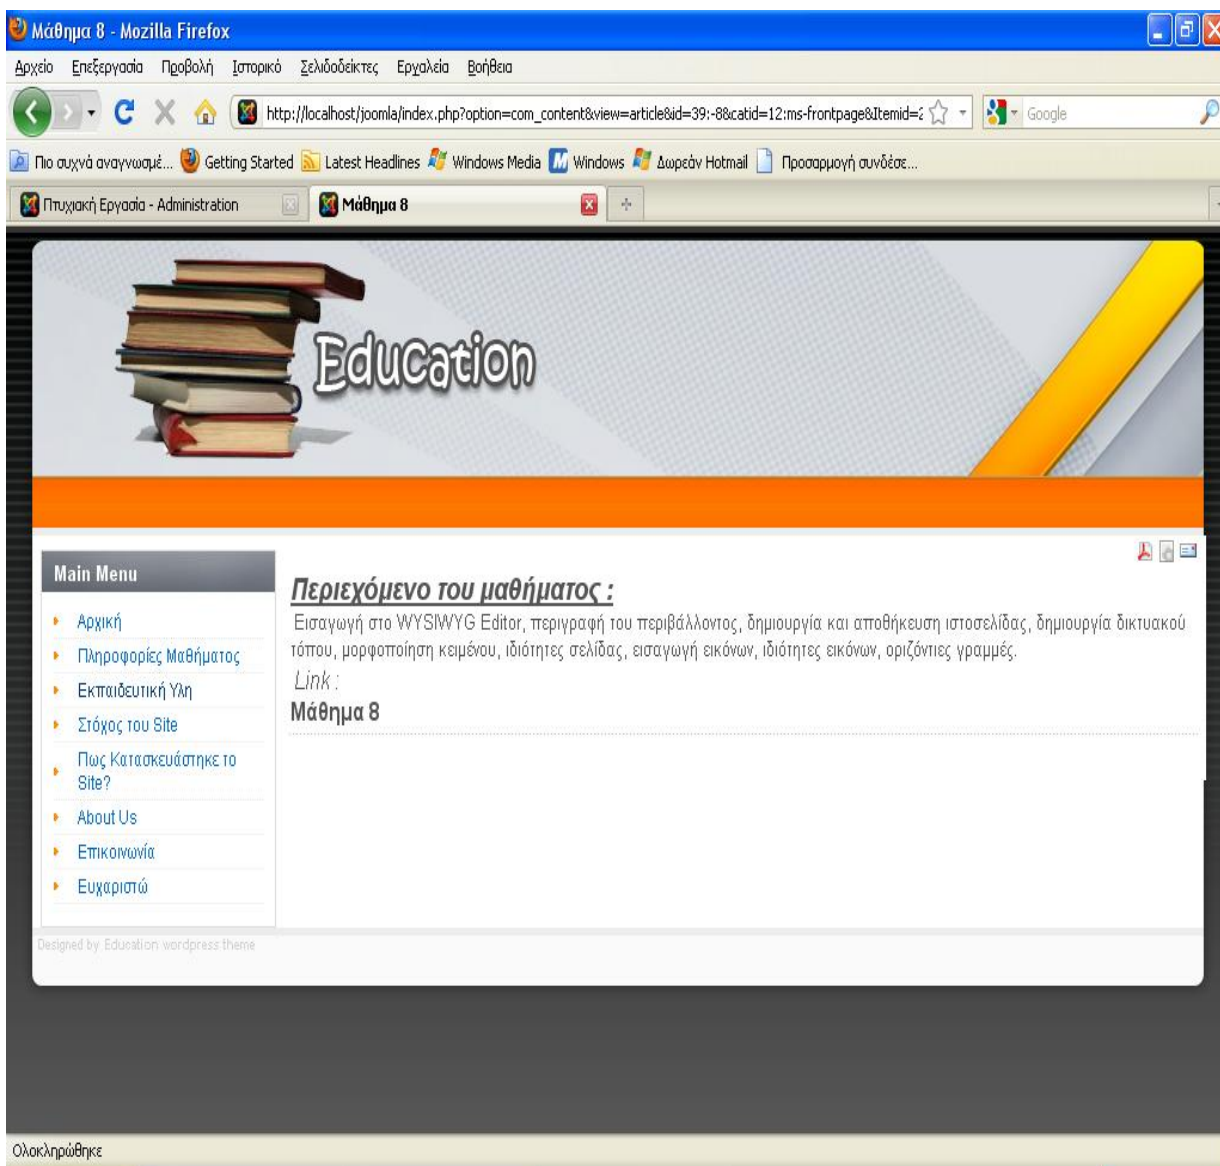 Μάθημα 8 - Mozilla Firefox
Αρχείο Επεξεργασία Προβολή Ιστορικό Σελιδοδείκτες Εργαλεία Βοήθεια
http://localhost/joomla/index.php?option=com_content&view=article&id=39:-8&catid=12:ms-frontpage&Itemid=2
Google
Πιο συχνά αναγνωσμέ... Getting Started Latest Headlines Windows Media Windows Δωρεάν Hotmail Προσαρμογή συνδέσε...
Πτυχιακή Εργασία - Administration
Μάθημα 8
Education
Main Menu
Αρχική
Πληροφορίες Μαθήματος
Εκπαιδευτική Υλη
Στόχος του Site
Πως Κατασκευάστηκε το
Site?
About Us
Επικοινωνία
Ευχαριστώ
Περιεχόμενο του μαθήματος :
Εισαγωγή στο WYSIWYG Editor, περιγραφή του περιβάλλοντος, δημιουργία και αποθήκευση ιστοσελίδας, δημιουργία δικτυακού
τόπου, μορφοποίηση κειμένου, ιδιότητες σελίδας, εισαγωγή εικόνων, ιδιότητες εικόνων, οριζόντιες γραμμές.
Link :
Μάθημα 8
Designed by Education wordpress theme
Ολοκληρώθηκε